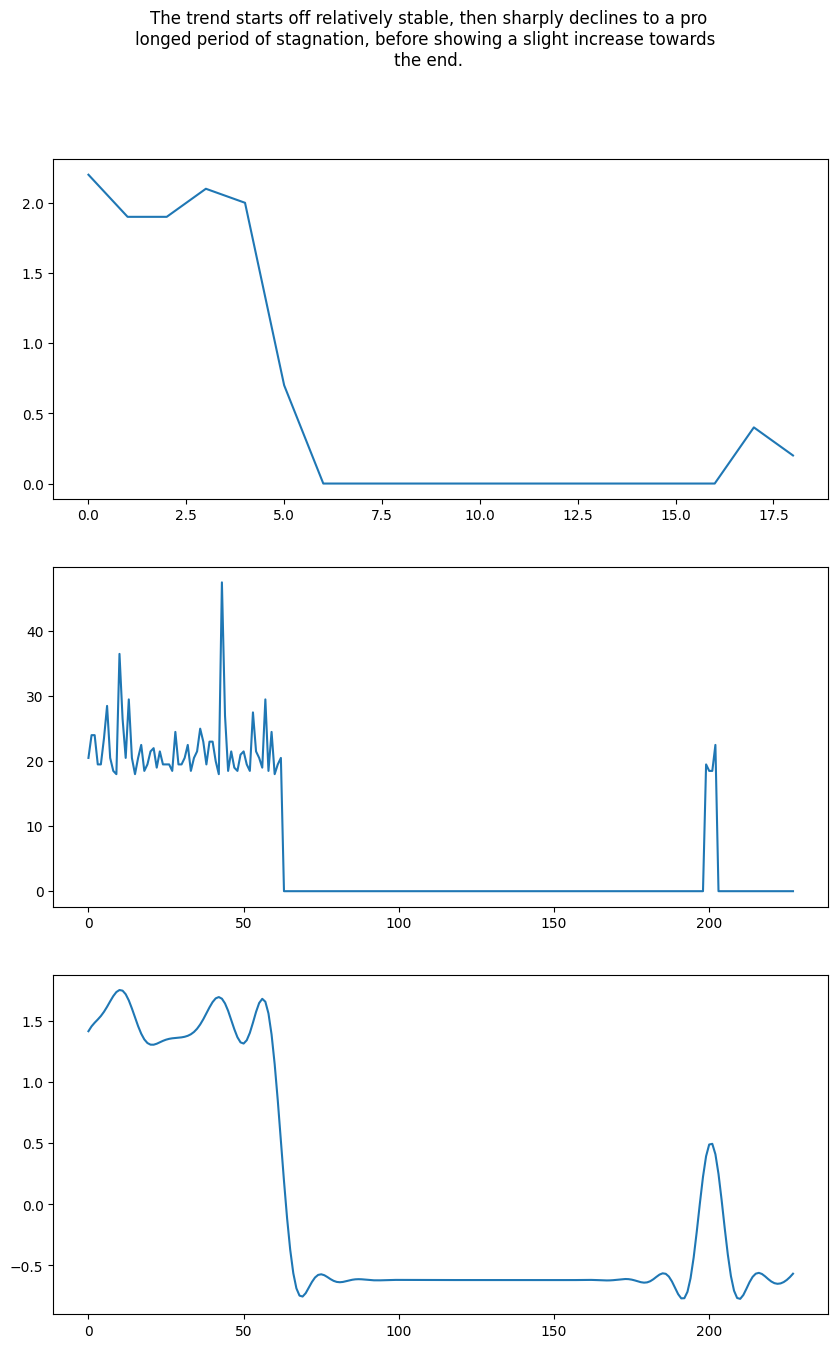 The trend starts off relatively stable, then sharply declines to a pro
longed period of stagnation, before showing a slight increase towards
the end.
2.0
1.5
1.0
0.5
0.0
0.0 2.5 5.0 7.5 10.0 12.5 15.0 17.5
40
30
20
10
0
0 50 100 150 200
1.5
1.0
0.5
0.0
−0.5
0 50 100 150 200